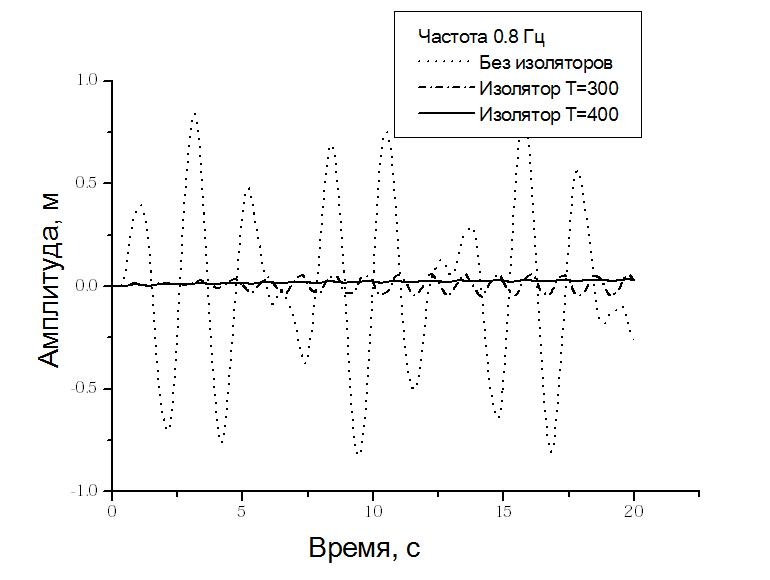 Частота 0.8 Гц
Без изоляторов
Изолятор T=300
Изолятор T=400
1.0
0.5
0.0
-0.5
-1.0
Амплитуда, м
0 5 10 15 20
Время, с